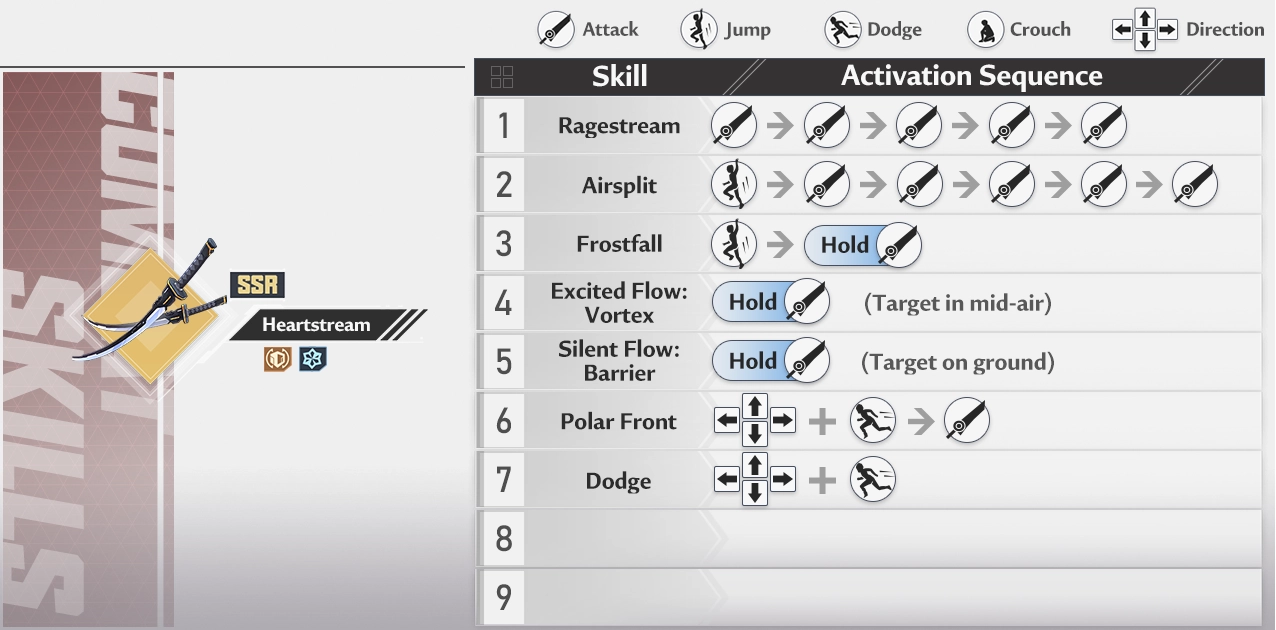 Attack Jump Dodge Crouch Direction
Skill Activation Sequence
1 Ragestream
2 Airsplit
3 Frostfall Hold
4 Excited Flow: Vortex Hold (Target in mid-air)
5 Silent Flow: Barrier Hold (Target on ground)
6 Polar Front
7 Dodge
8
9
SSR
Heartstream
GUMI
SKILLS